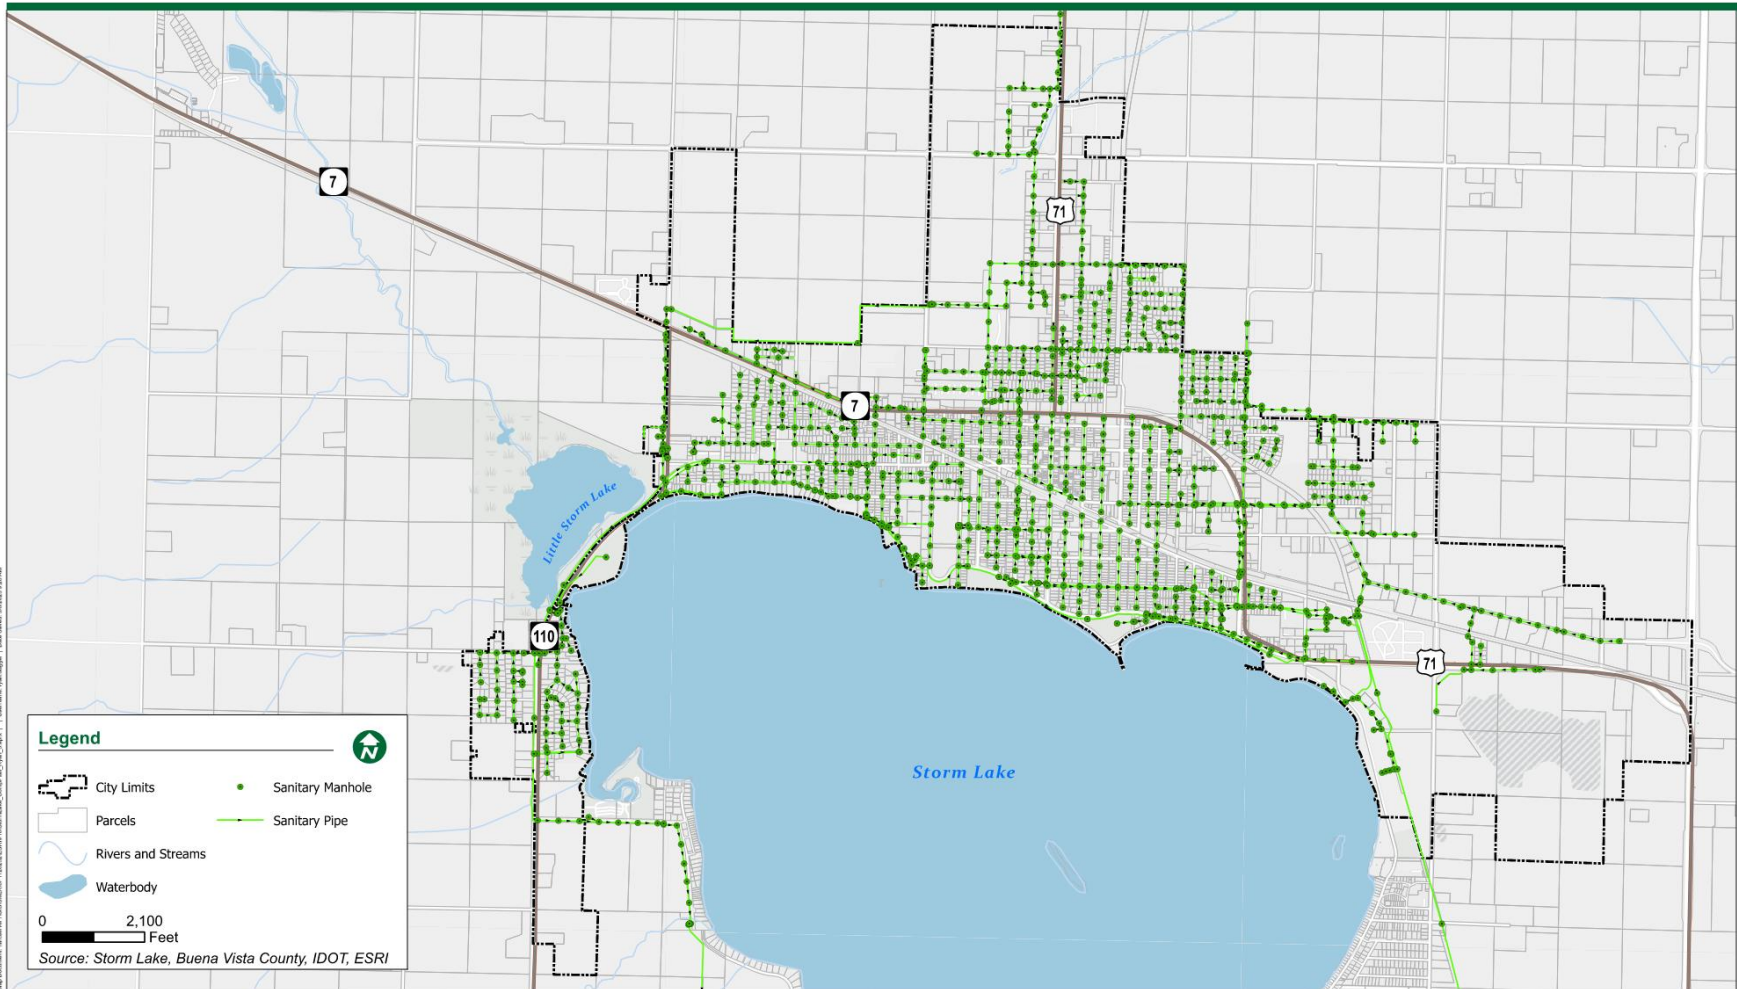 7
71
7
Little Storm Lake
110
71
Storm Lake
Legend
N
City Limits
Sanitary Manhole
Parcels
Sanitary Pipe
Rivers and Streams
Waterbody
0 2,100
Feet
Source: Storm Lake, Buena Vista County, IDOT, ESRI